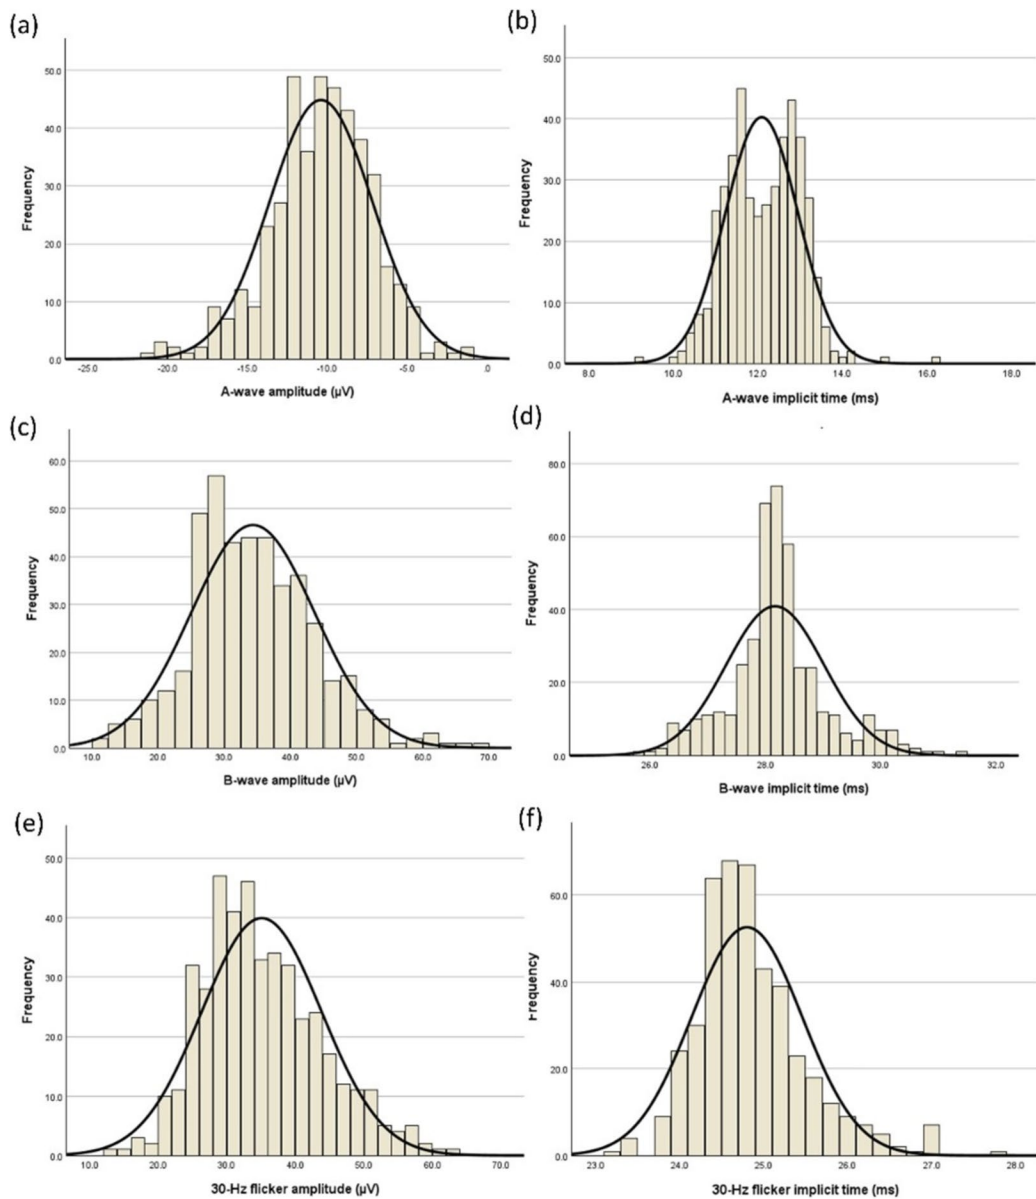 (a)
50.0
40.0
30.0
20.0
10.0
.0
Frequency
-25.0 -20.0 -15.0 -10.0 -5.0 .0
A-wave amplitude (µV)
(b)
50.0
40.0
30.0
20.0
10.0
.0
Frequency
8.0 10.0 12.0 14.0 16.0 18.0
A-wave implicit time (ms)
(c)
60.0
50.0
40.0
30.0
20.0
10.0
.0
Frequency
10.0 20.0 30.0 40.0 50.0 60.0 70.0
B-wave amplitude (µV)
(d)
80.0
60.0
40.0
20.0
.0
Frequency
26.0 28.0 30.0 32.0
B-wave implicit time (ms)
(e)
50.0
40.0
30.0
20.0
10.0
.0
Frequency
10.0 20.0 30.0 40.0 50.0 60.0 70.0
30-Hz flicker amplitude (µV)
(f)
60.0
40.0
20.0
.0
Frequency
23.0 24.0 25.0 26.0 27.0 28.0
30-Hz flicker implicit time (ms)